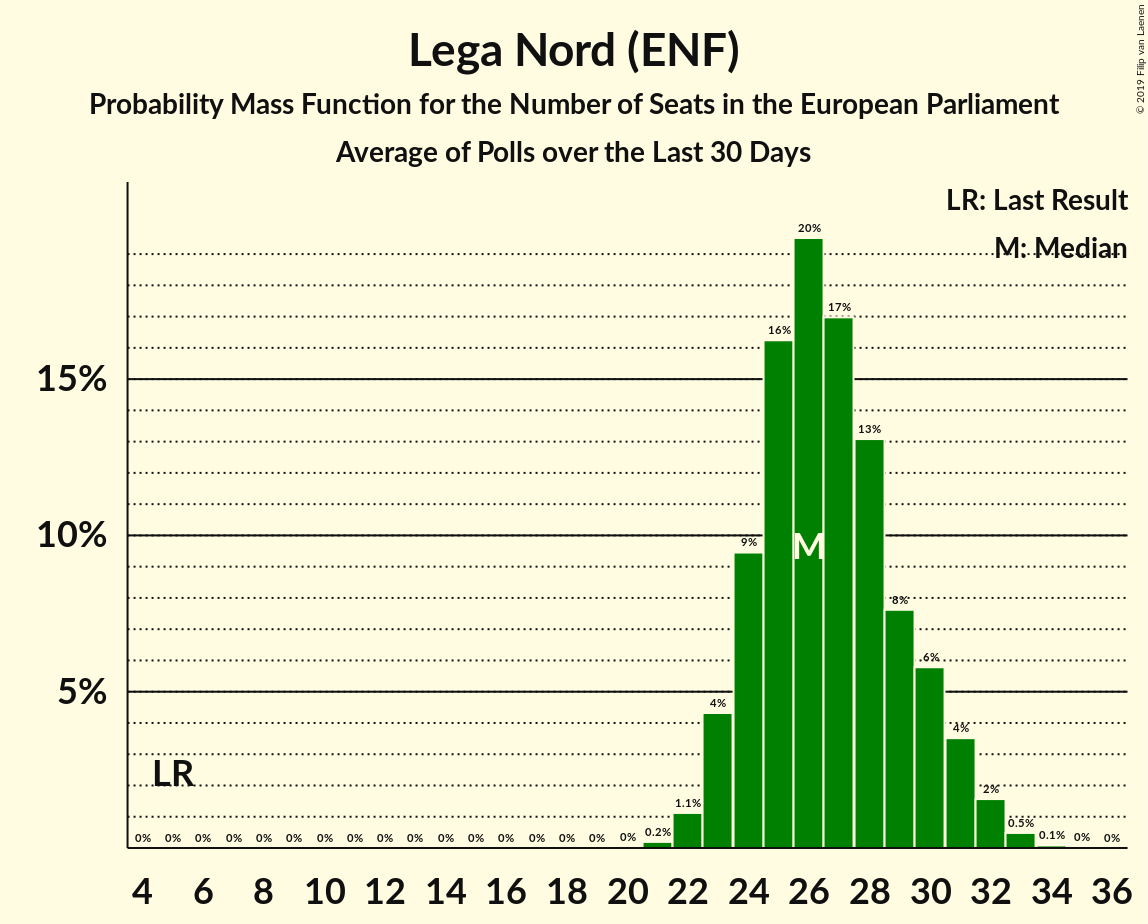 Lega Nord (ENF)
Probability Mass Function for the Number of Seats in the European Parliament
Average of Polls over the Last 30 Days
© 2019 Filip van Laenen
LR: Last Result
M: Median
20%
17%
16%
15%
13%
10%
9%
M
8%
6%
5%
4%
4%
LR
2%
1.1%
0.5%
0% 0% 0% 0% 0% 0% 0% 0% 0% 0% 0% 0% 0% 0% 0% 0% 0% 0.2% 0.1% 0% 0%
4 6 8 10 12 14 16 18 20 22 24 26 28 30 32 34 36